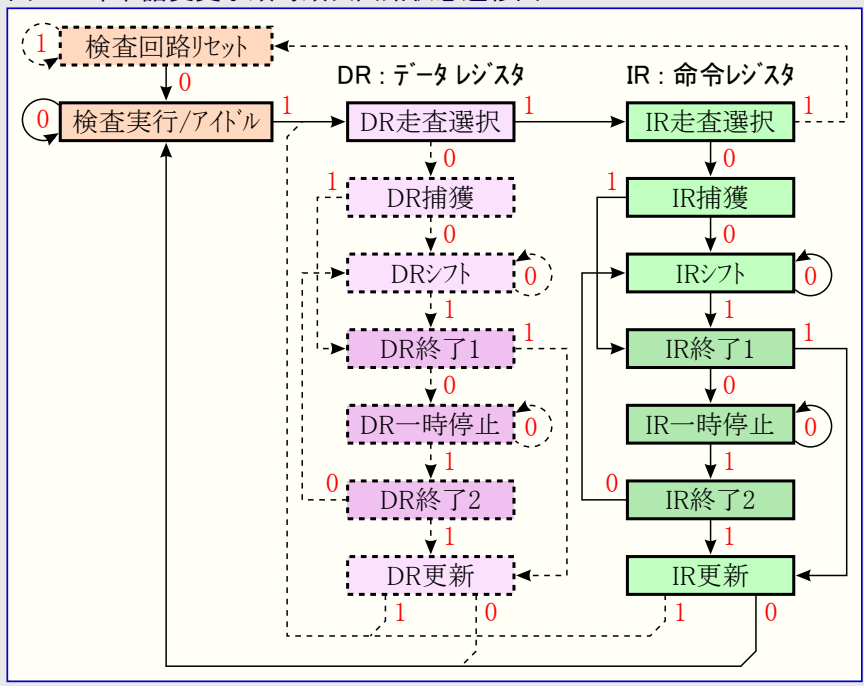 1
検査回路リセット
0
DR : データ レジスタ
IR : 命令レジスタ
0
検査実行/アイドル
1
DR走査選択
1
IR走査選択
1
0
0
1
DR捕獲
1
IR捕獲
0
0
DRシフト
0
IRシフト
0
1
1
DR終了1
1
IR終了1
1
0
0
DR一時停止
0
IR一時停止
0
1
1
0
DR終了2
0
IR終了2
1
1
DR更新
IR更新
1
0
1
0